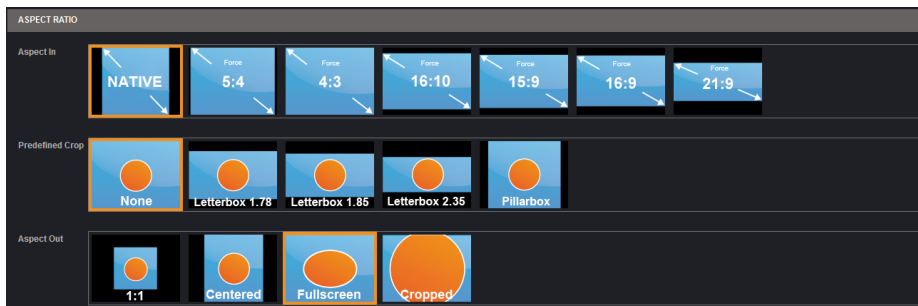 ASPECT RATIO
Aspect In
NATIVE
Force
5:4
Force
4:3
Force
16:10
Force
15:9
Force
16:9
Force
21:9
Predefined Crop
None
Letterbox 1.78
Letterbox 1.85
Letterbox 2.35
Pillarbox
Aspect Out
1:1
Centered
Fullscreen
Cropped